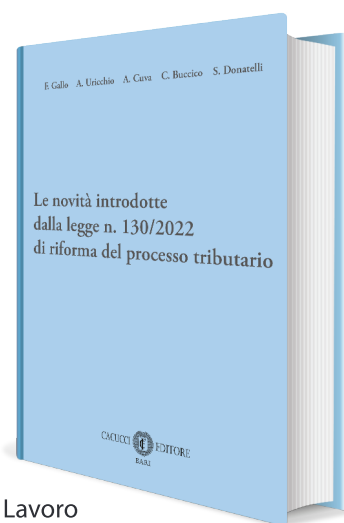 F. Gallo A. Uricchio A. Cuva C. Buccico S. Donatelli
Le novità introdotte
dalla legge n. 130/2022
di riforma del processo tributario
CACUCCI EDITORE
BARI
Lavoro